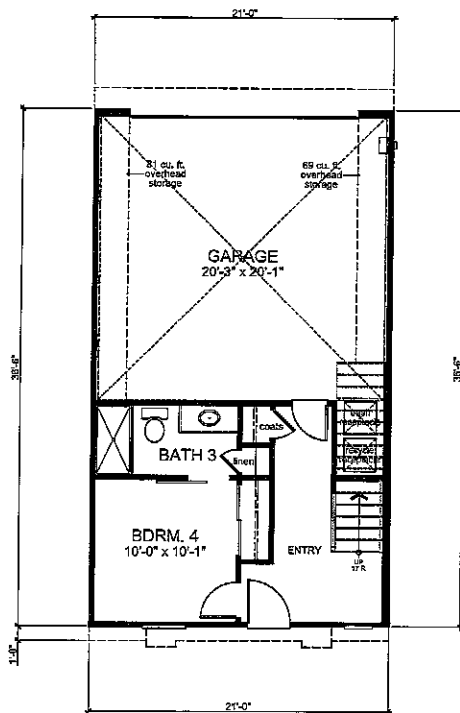 21'-0"
81 cu. ft.
overhead
storage
69 cu. ft.
overhead
storage
GARAGE
20'-3" x 20'-1"
36'-6"
36'-6"
trash
receptacle
coats
recycle
receptacle
BATH 3
linen
BDRM. 4
10'-0" x 10'-1"
ENTRY
UP
17 R
1'-6"
21'-0"